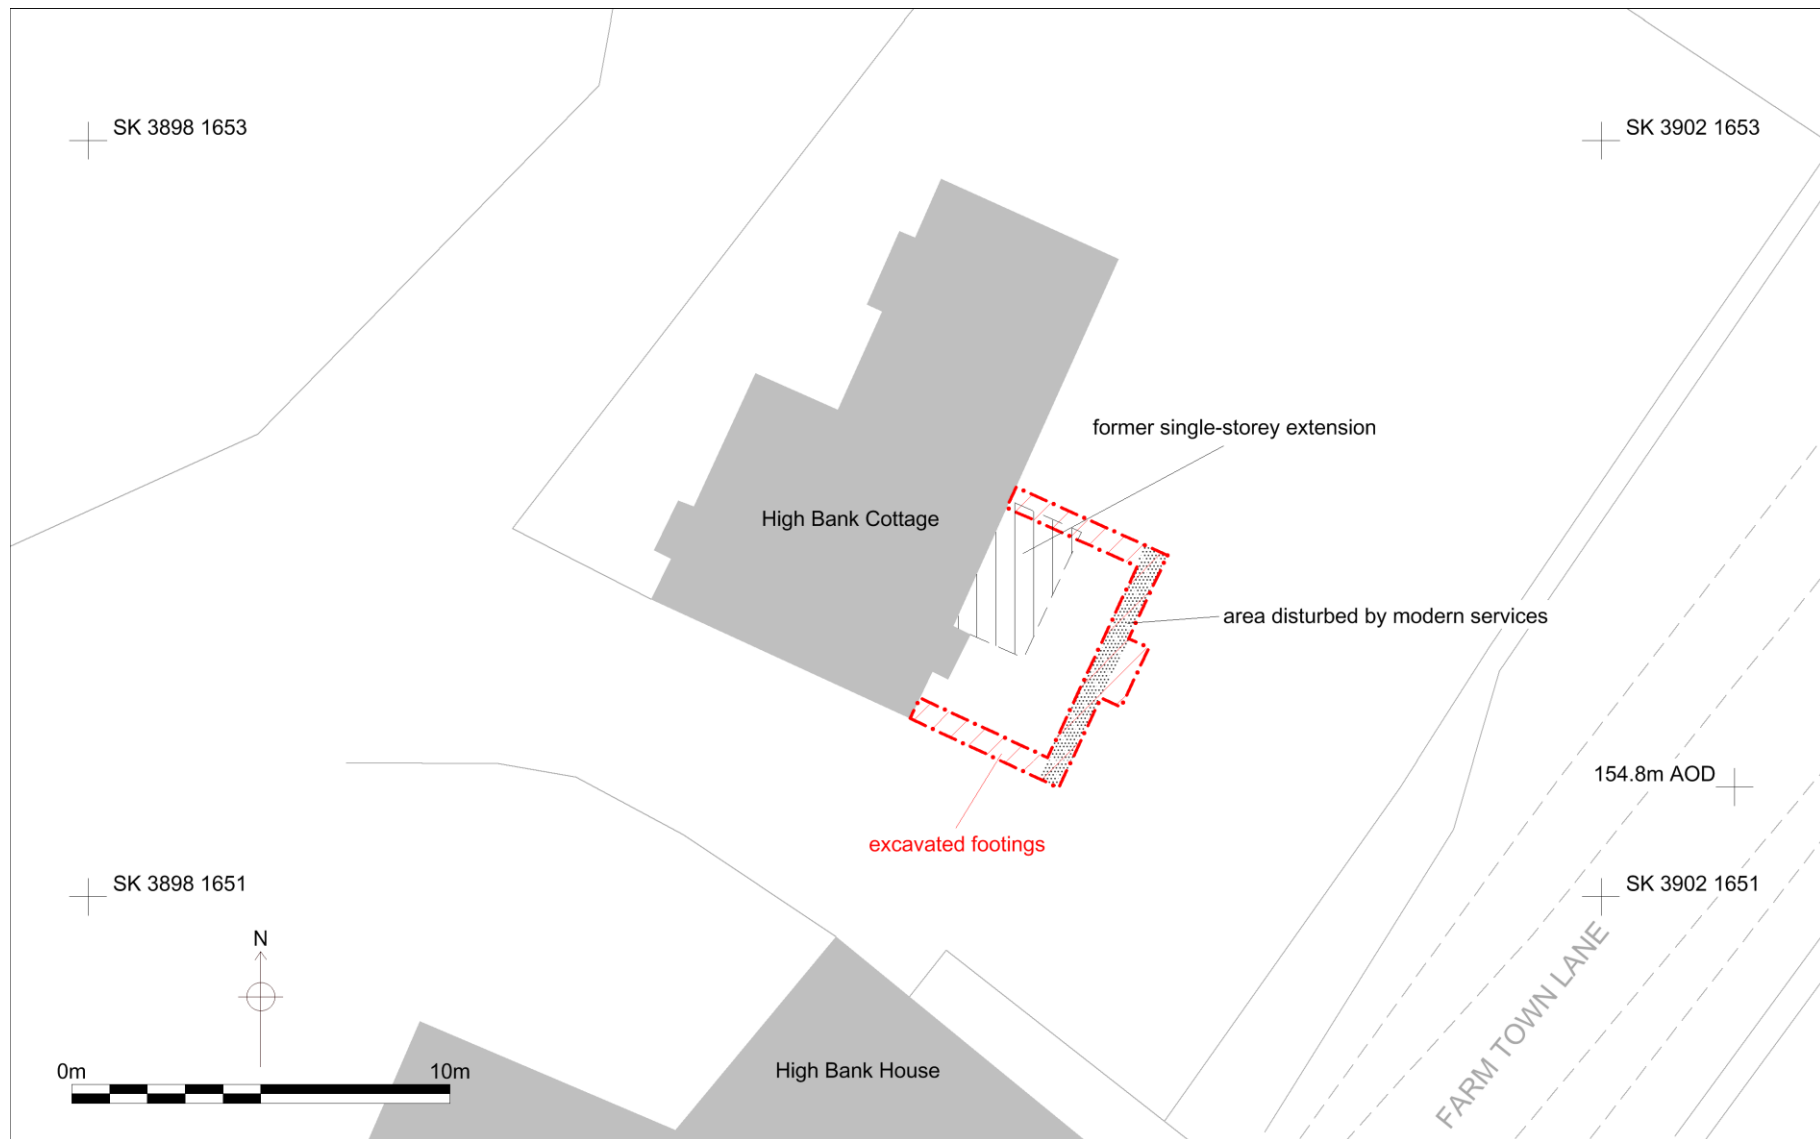 SK 3898 1653
SK 3902 1653
former single-storey extension
High Bank Cottage
area disturbed by modern services
154.8m AOD
excavated footings
SK 3898 1651
SK 3902 1651
N
FARM TOWN LANE
0m
10m
High Bank House